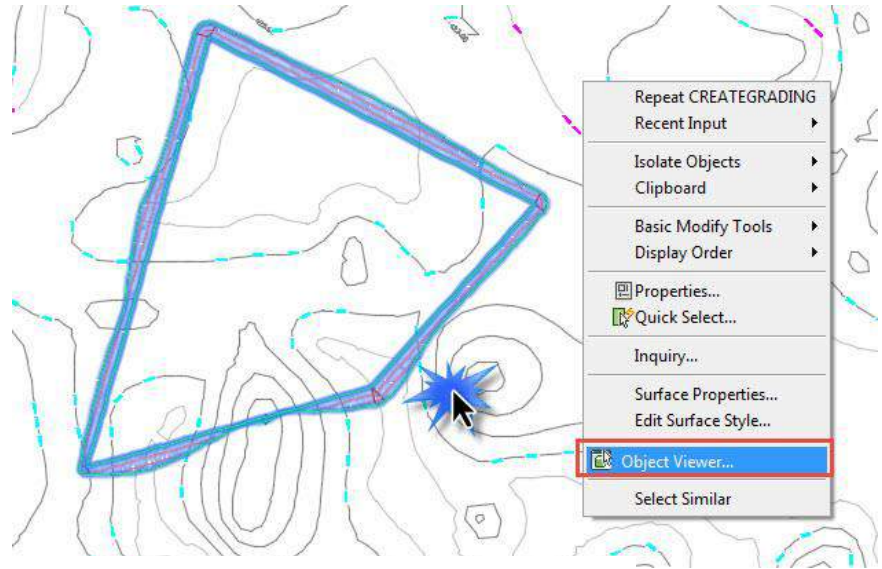 Repeat CREATEGRADING
Recent Input
Isolate Objects
Clipboard
Basic Modify Tools
Display Order
Properties...
Quick Select...
Inquiry...
Surface Properties...
Edit Surface Style...
Object Viewer...
Select Similar